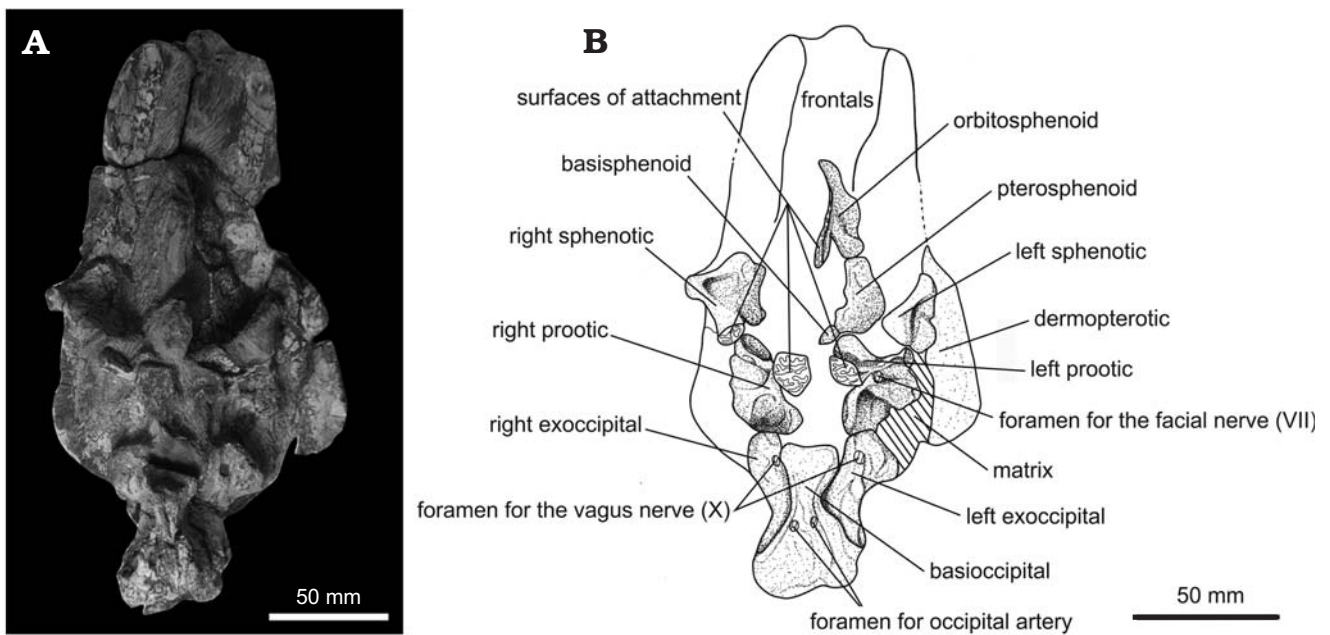 A
50 mm
B
surfaces of attachment
frontals
orbitosphenoid
basisphenoid
pterosphenoid
right sphenotic
left sphenotic
dermopterotic
right prootic
left prootic
foramen for the facial nerve (VII)
right exoccipital
matrix
foramen for the vagus nerve (X)
left exoccipital
basioccipital
foramen for occipital artery
50 mm